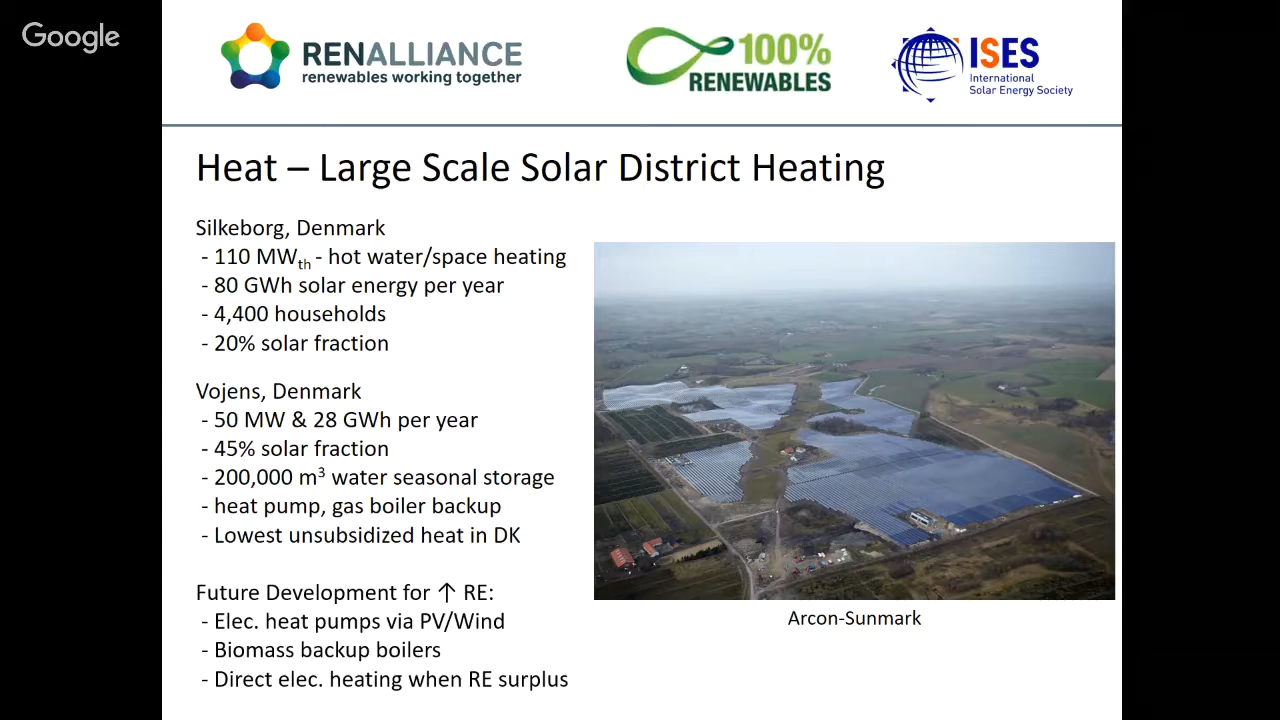 Google
RENALLIANCE
renewables working together
100%
RENEWABLES
ISES
International
Solar Energy Society
Heat – Large Scale Solar District Heating
Silkeborg, Denmark
- 110 MWth - hot water/space heating
- 80 GWh solar energy per year
- 4,400 households
- 20% solar fraction
Vojens, Denmark
- 50 MW & 28 GWh per year
- 45% solar fraction
- 200,000 m³ water seasonal storage
- heat pump, gas boiler backup
- Lowest unsubsidized heat in DK
Future Development for ↑ RE:
- Elec. heat pumps via PV/Wind
- Biomass backup boilers
- Direct elec. heating when RE surplus
Arcon-Sunmark